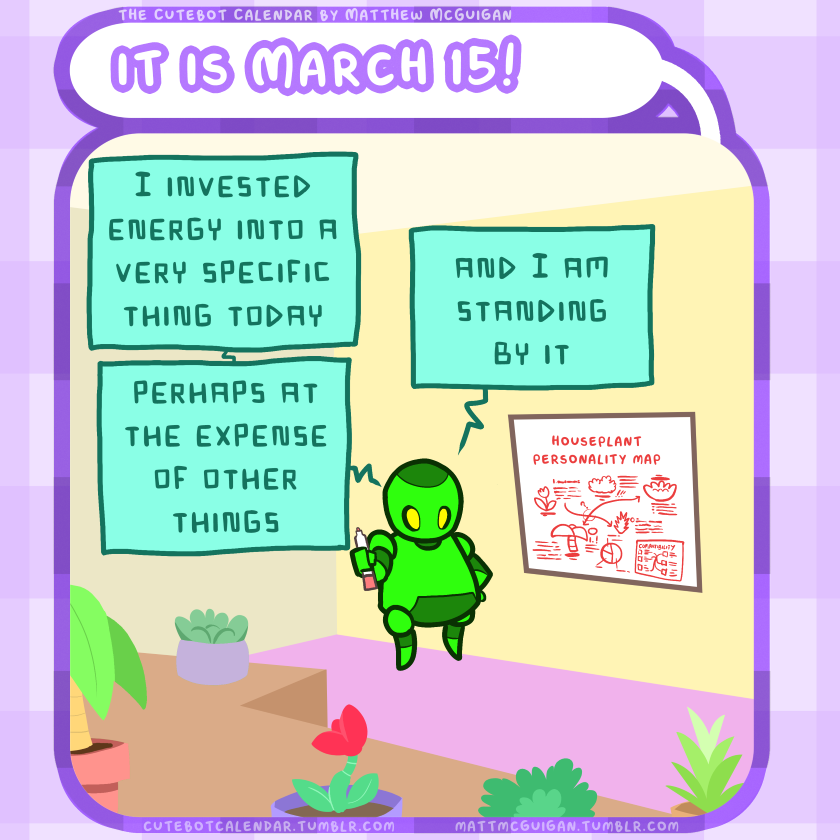 THE CUTEBOT CALENDAR BY MATTHEW MCGUIGAN
IT IS MARCH 15!
I INVESTED
ENERGY INTO A
VERY SPECIFIC
THING TODAY
PERHAPS AT
THE EXPENSE
OF OTHER
THINGS
AND I AM
STANDING
BY IT
HOUSEPLANT
PERSONALITY MAP
COMPATIBILITY
CUTEBOTCALENDAR.TUMBLR.COM
MATTMCGUIGAN.TUMBLR.COM